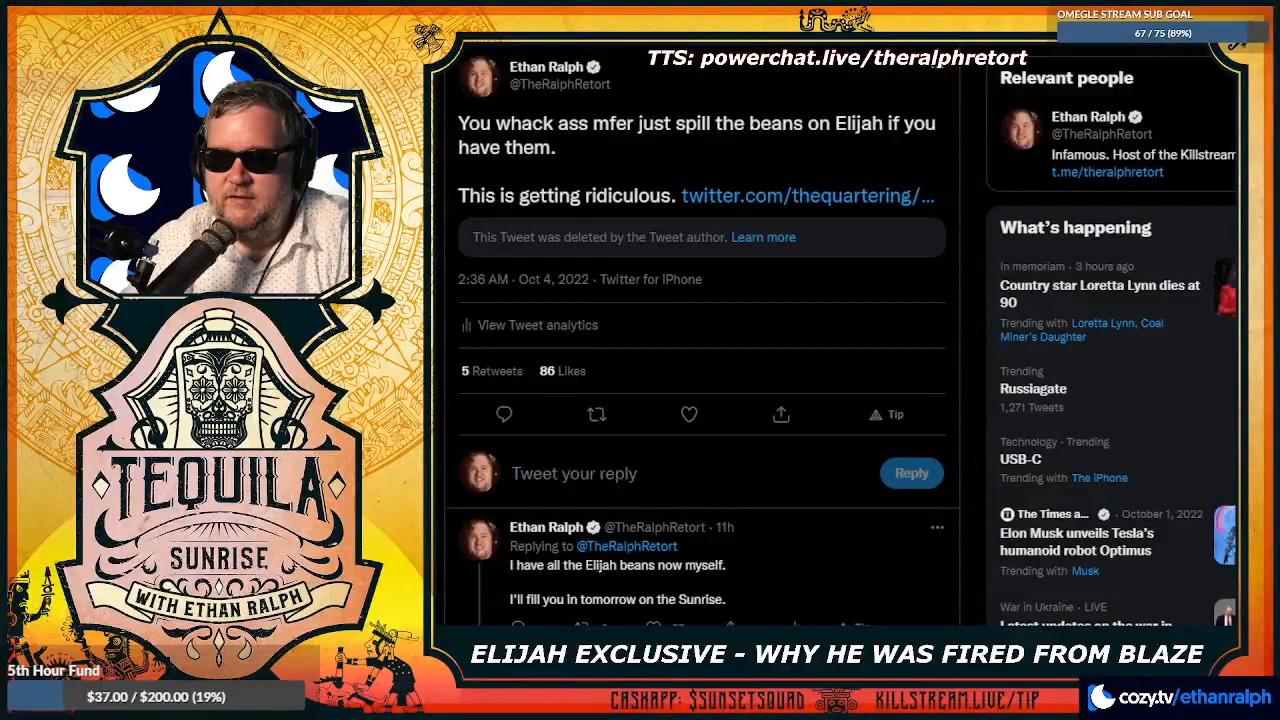 OMEGLE STREAM SUB GOAL
67 / 75 (89%)
TTS: powerchat.live/theralphretort
Ethan Ralph
@TheRalphRetort
You whack ass mfer just spill the beans on Elijah if you
have them.
This is getting ridiculous. twitter.com/thequartering/…
This Tweet was deleted by the Tweet author. Learn more
2:36 AM · Oct 4, 2022 · Twitter for iPhone
View Tweet analytics
5 Retweets 86 Likes
Tip
Tweet your reply
Reply
Ethan Ralph @TheRalphRetort · 11h
Replying to @TheRalphRetort
I have all the Elijah beans now myself.
I'll fill you in tomorrow on the Sunrise.
Relevant people
Ethan Ralph
@TheRalphRetort
Infamous. Host of the Killstream
t.me/theralphretort
What's happening
In memoriam · 3 hours ago
Country star Loretta Lynn dies at
90
Trending with Loretta Lynn, Coal
Miner's Daughter
Trending
Russiagate
1,271 Tweets
Technology · Trending
USB-C
Trending with The iPhone
The Times a... · October 1, 2022
Elon Musk unveils Tesla's
humanoid robot Optimus
Trending with Musk
War in Ukraine · LIVE
Latest updates on the war in
TEQUILA
SUNRISE
WITH ETHAN RALPH
5th Hour Fund
$37.00 / $200.00 (19%)
ELIJAH EXCLUSIVE - WHY HE WAS FIRED FROM BLAZE
CASHAPP: $SUNSETSQUAD
KILLSTREAM.LIVE/TIP
cozy.tv/ethanralph